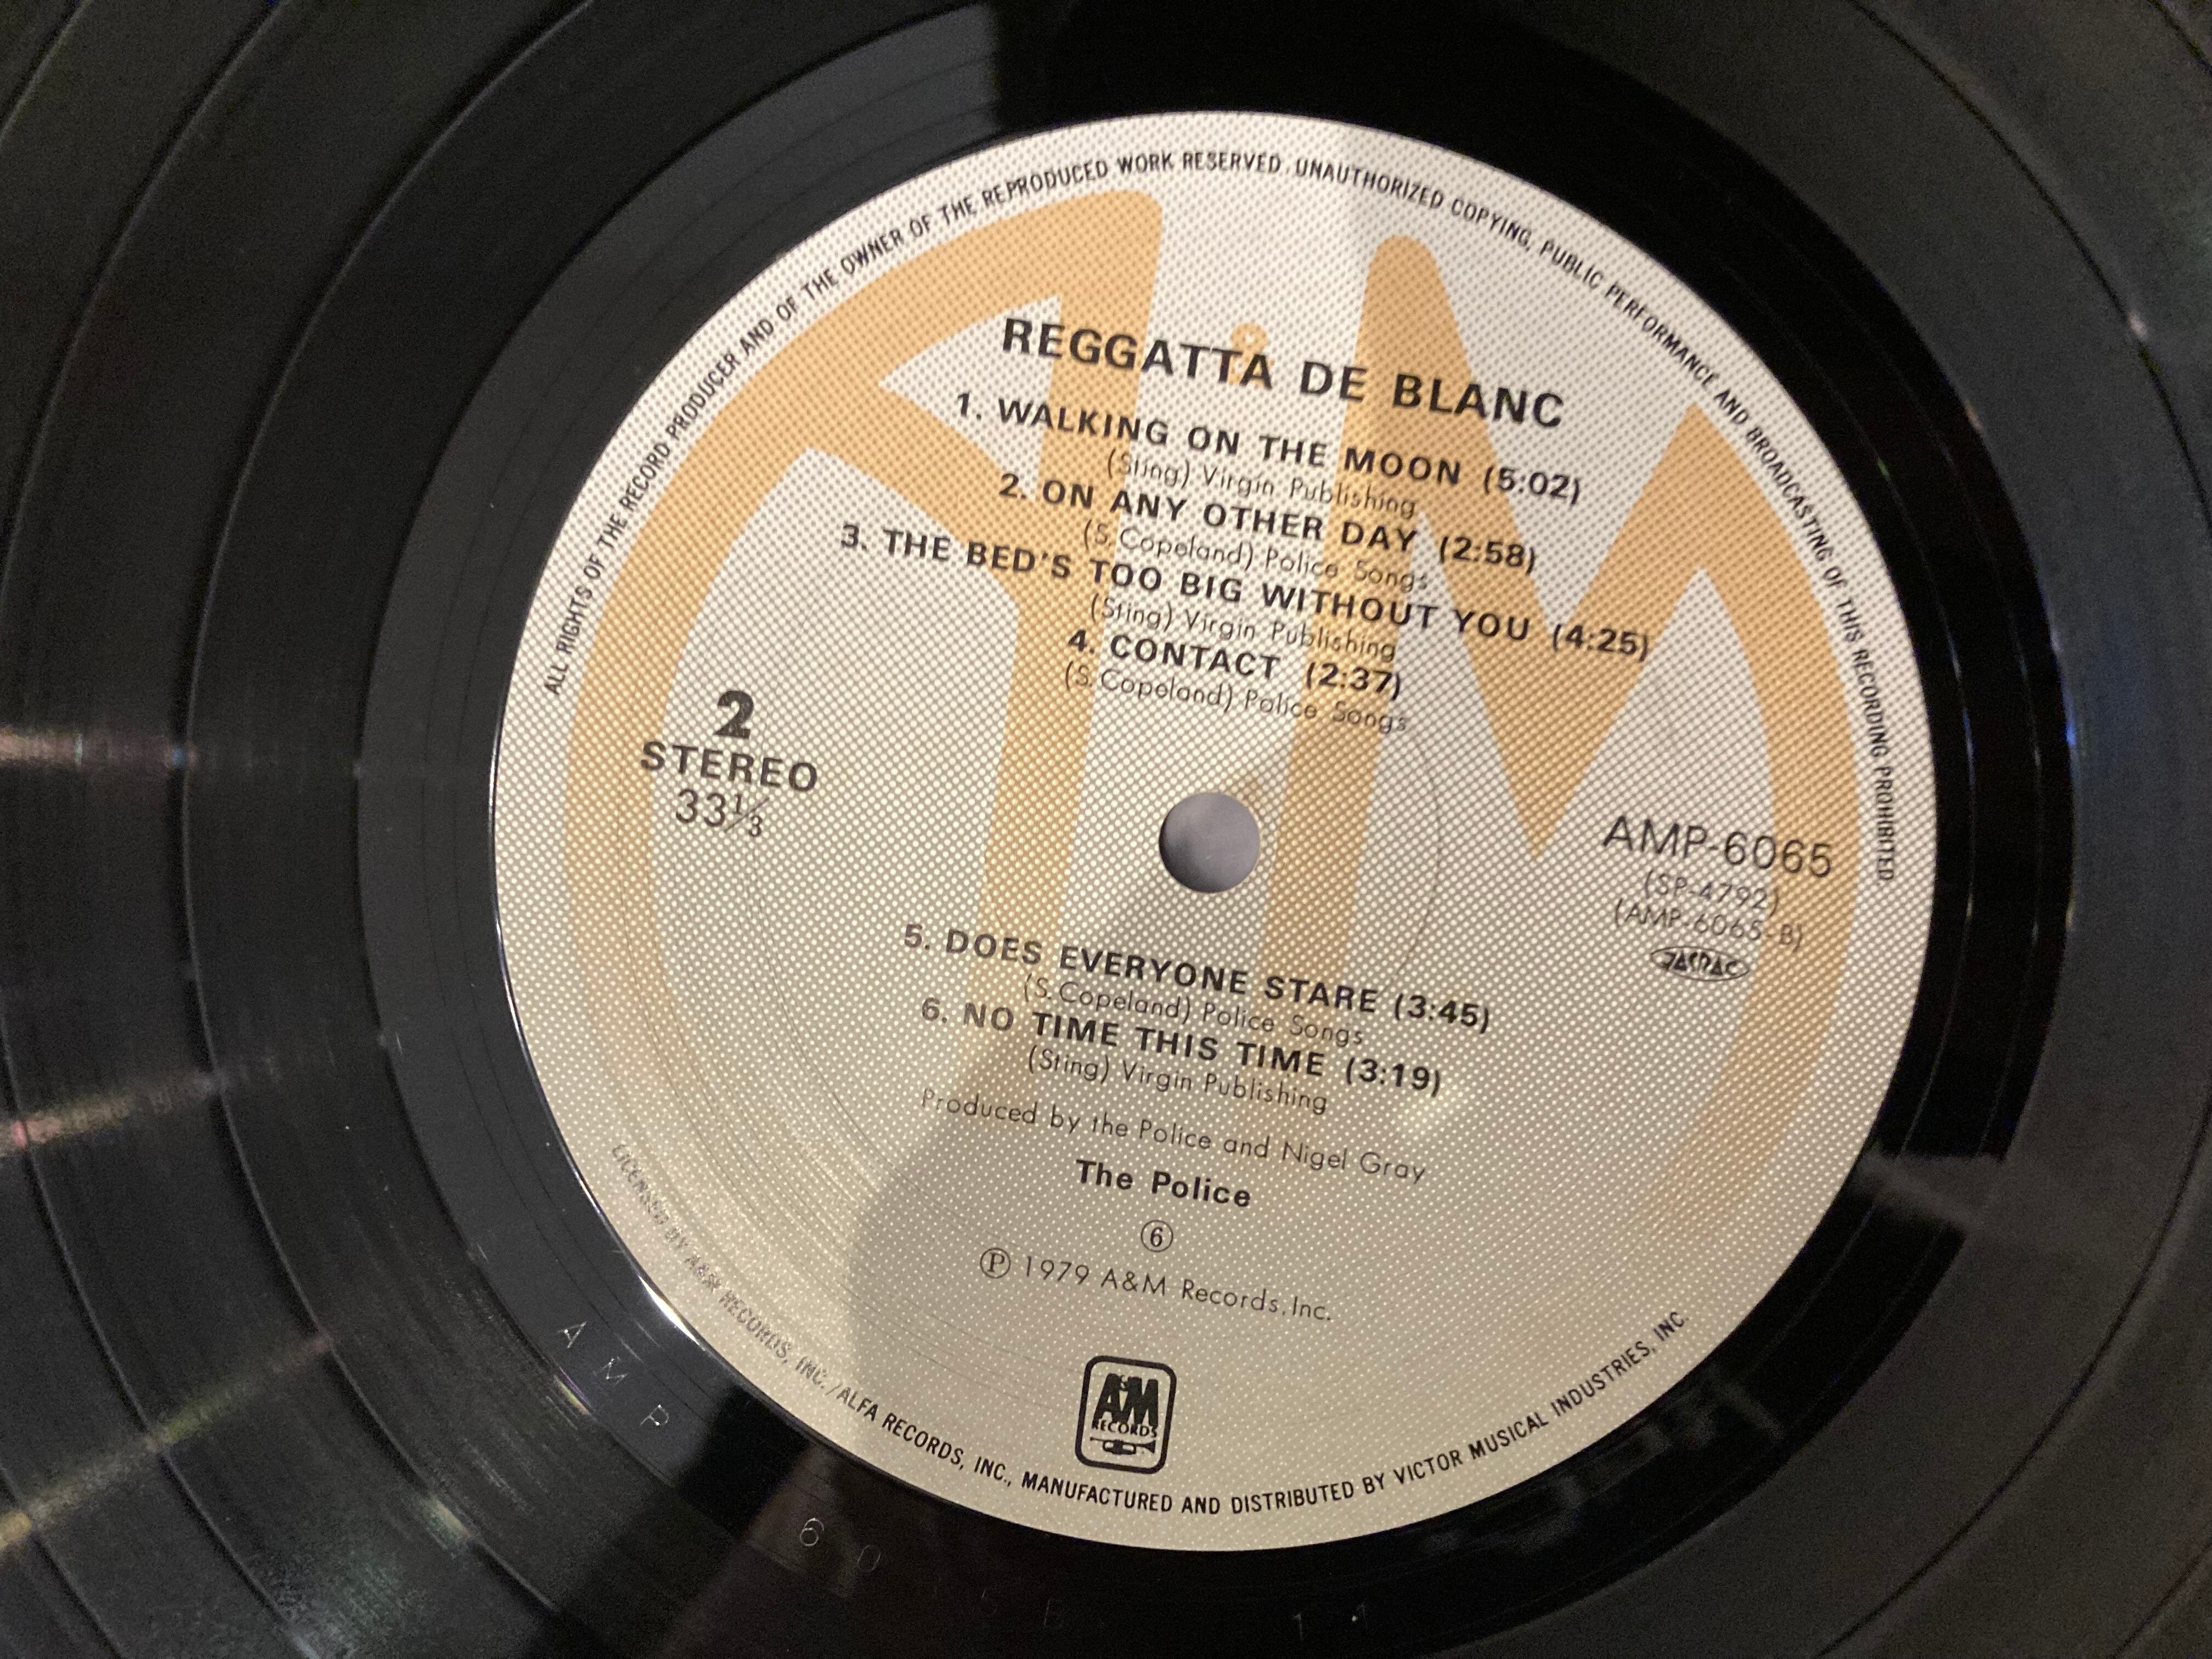 ALL RIGHTS OF THE RECORD PRODUCER AND OF THE OWNER OF THE REPRODUCED WORK RESERVED. UNAUTHORIZED COPYING, PUBLIC PERFORMANCE AND BROADCASTING OF THIS RECORDING PROHIBITED.
REGGATTA DE BLANC
1. WALKING ON THE MOON (5:02)
(Sting) Virgin Publishing
2. ON ANY OTHER DAY (2:58)
(S. Copeland) Police Songs
3. THE BED'S TOO BIG WITHOUT YOU (4:25)
(Sting) Virgin Publishing
4. CONTACT (2:37)
(S. Copeland) Police Songs
2
STEREO
33⅓
AMP-6065
(SP-4792)
(AMP-6065-B)
JASRAC
5. DOES EVERYONE STARE (3:45)
(S. Copeland) Police Songs
6. NO TIME THIS TIME (3:19)
(Sting) Virgin Publishing
Produced by the Police and Nigel Gray
The Police
⑥
Ⓟ 1979 A&M Records, Inc.
A&M
RECORDS
LICENSED BY A&M RECORDS, INC. /ALFA RECORDS, INC., MANUFACTURED AND DISTRIBUTED BY VICTOR MUSICAL INDUSTRIES, INC.
AMP 60